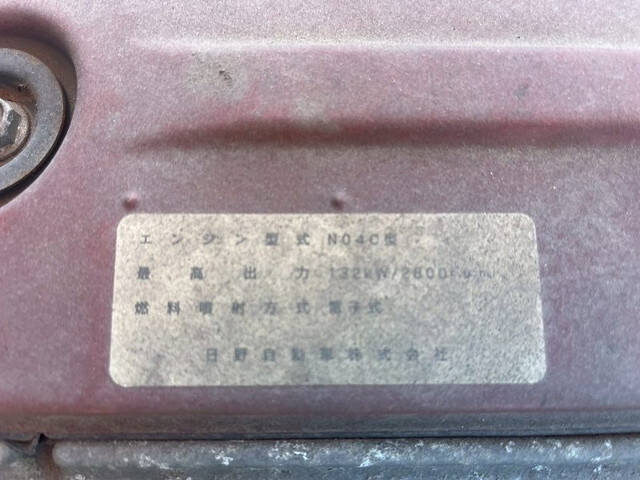 エンジン型式 N04C型
最高出力 132kW/2800r.p.m
燃料噴射方式 電子式
日野自動車株式会社